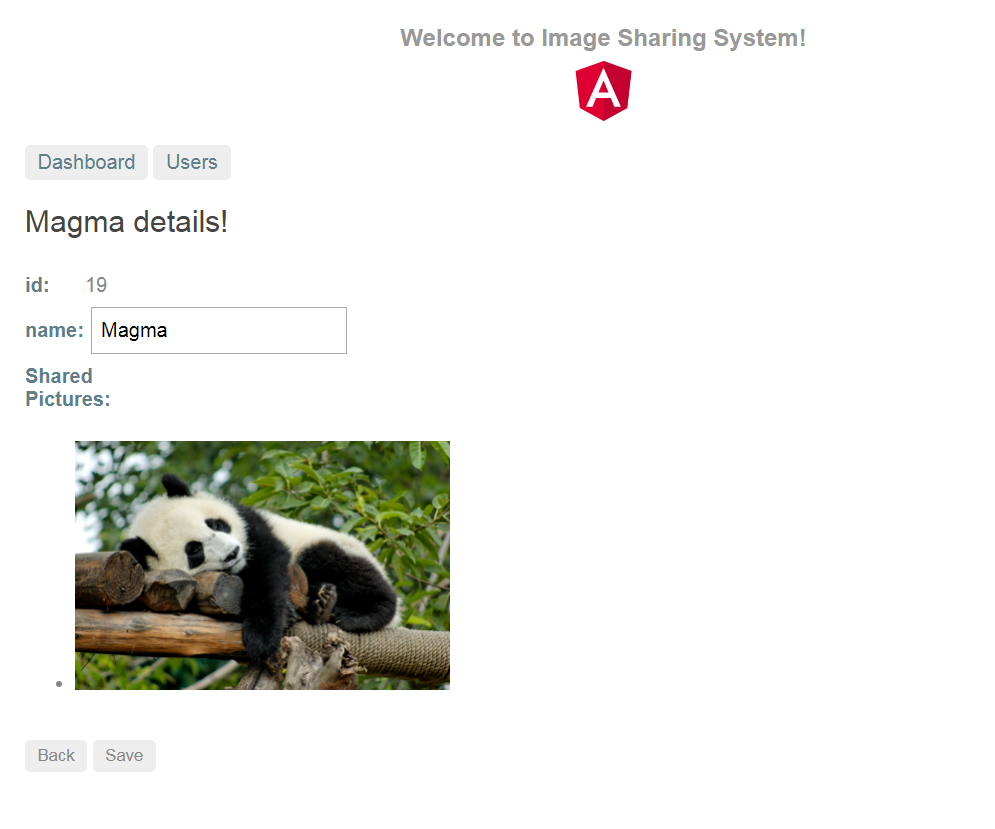 Welcome to Image Sharing System!
A
Dashboard Users
Magma details!
id: 19
name: Magma
Shared
Pictures:
Back Save